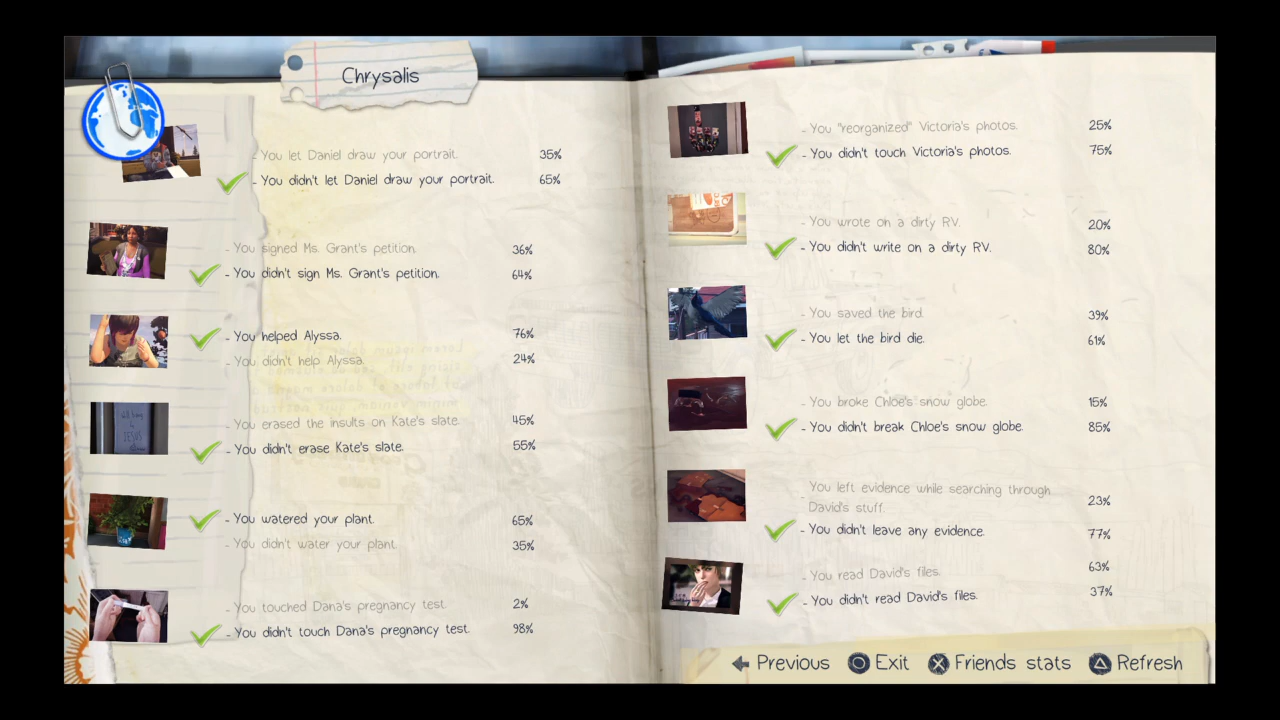 Chrysalis
- You let Daniel draw your portrait. 35%
- You didn't let Daniel draw your portrait. 65%
- You signed Ms. Grant's petition. 36%
- You didn't sign Ms. Grant's petition. 64%
- You helped Alyssa. 76%
- You didn't help Alyssa. 24%
- You erased the insults on Kate's slate. 45%
- You didn't erase Kate's slate. 55%
- You watered your plant. 65%
- You didn't water your plant. 35%
- You touched Dana's pregnancy test. 2%
- You didn't touch Dana's pregnancy test. 98%
- You "reorganized" Victoria's photos. 25%
- You didn't touch Victoria's photos. 75%
- You wrote on a dirty RV. 20%
- You didn't write on a dirty RV. 80%
- You saved the bird. 39%
- You let the bird die. 61%
- You broke Chloe's snow globe. 15%
- You didn't break Chloe's snow globe. 85%
- You left evidence while searching through
David's stuff. 23%
- You didn't leave any evidence. 77%
- You read David's files. 63%
- You didn't read David's files. 37%
Previous Exit Friends stats Refresh